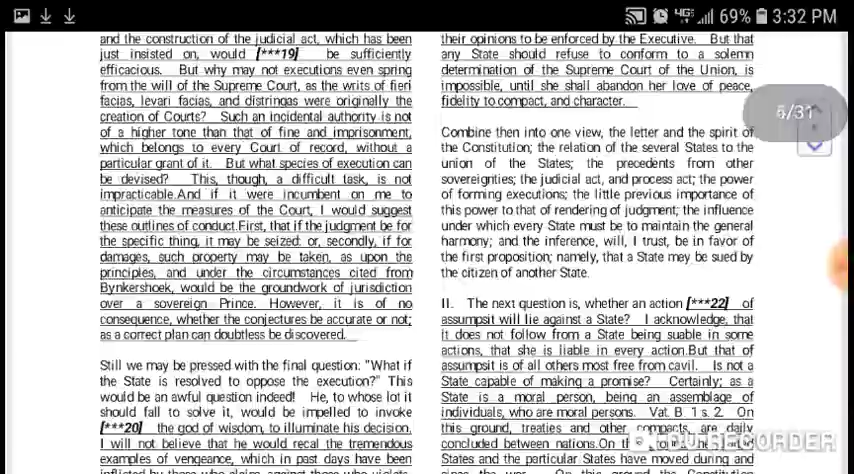 4G 69% 3:32 PM
and the construction of the judicial act, which has been
just insisted on, would [***19] be sufficiently
efficacious. But why may not executions even spring
from the will of the Supreme Court, as the writs of fieri
facias, levari facias, and distringas were originally the
creation of Courts? Such an incidental authority is not
of a higher tone than that of fine and imprisonment,
which belongs to every Court of record, without a
particular grant of it. But what species of execution can
be devised? This, though, a difficult task, is not
impracticable.And if it were incumbent on me to
anticipate the measures of the Court, I would suggest
these outlines of conduct.First, that if the judgment be for
the specific thing, it may be seized: or, secondly, if for
damages, such property may be taken, as upon the
principles, and under the circumstances cited from
Bynkershoek, would be the groundwork of jurisdiction
over a sovereign Prince. However, it is of no
consequence, whether the conjectures be accurate or not;
as a correct plan can doubtless be discovered.
Still we may be pressed with the final question: "What if
the State is resolved to oppose the execution?" This
would be an awful question indeed! He, to whose lot it
should fall to solve it, would be impelled to invoke
[***20] the god of wisdom, to illuminate his decision.
I will not believe that he would recal the tremendous
examples of vengeance, which in past days have been
inflicted by those who claim, against those who violate,
their opinions to be enforced by the Executive. But that
any State should refuse to conform to a solemn
determination of the Supreme Court of the Union, is
impossible, until she shall abandon her love of peace,
fidelity to compact, and character.
Combine then into one view, the letter and the spirit of
the Constitution; the relation of the several States to the
union of the States; the precedents from other
sovereignties; the judicial act, and process act; the power
of forming executions; the little previous importance of
this power to that of rendering of judgment; the influence
under which every State must be to maintain the general
harmony; and the inference, will, I trust, be in favor of
the first proposition; namely, that a State may be sued by
the citizen of another State.
II. The next question is, whether an action [***22] of
assumpsit will lie against a State? I acknowledge, that
it does not follow from a State being suable in some
actions, that she is liable in every action.But that of
assumpsit is of all others most free from cavil. Is not a
State capable of making a promise? Certainly; as a
State is a moral person, being an assemblage of
individuals, who are moral persons. Vat. B 1 s. 2. On
this ground, treaties and other compacts, are daily
concluded between nations.On the
States and the particular States have moved during and
since the war. On this ground the Constitution
6/31
DU RECORDER